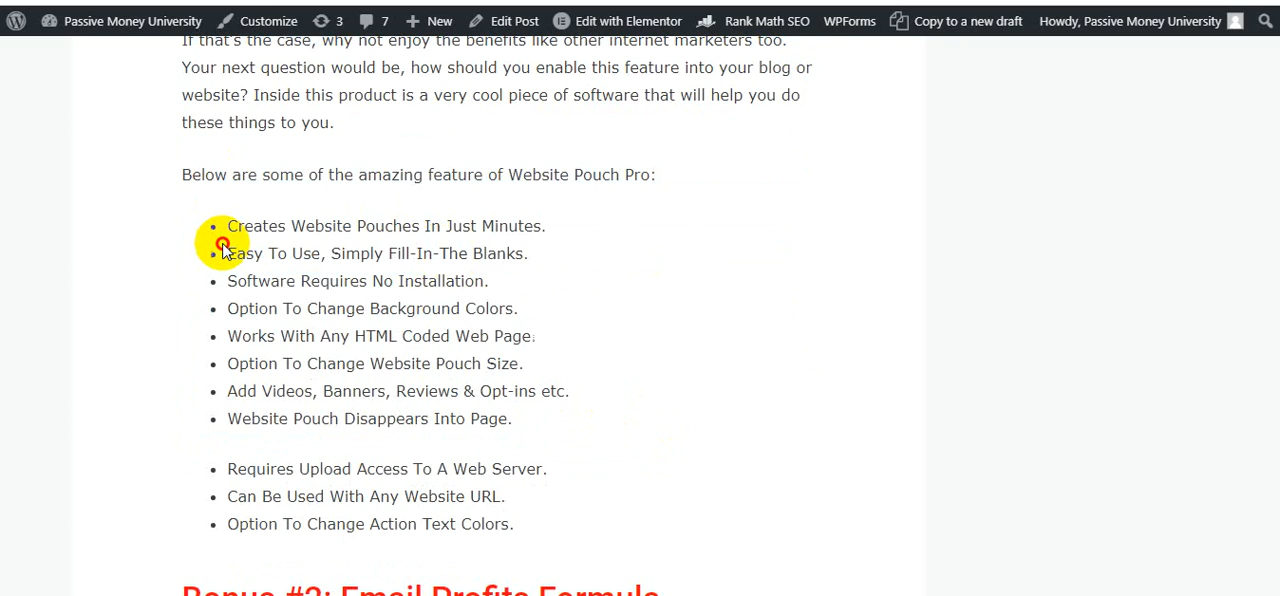 Passive Money University Customize 3 7 + New Edit Post Edit with Elementor Rank Math SEO WPForms Copy to a new draft Howdy, Passive Money University
If that's the case, why not enjoy the benefits like other internet marketers too.
Your next question would be, how should you enable this feature into your blog or
website? Inside this product is a very cool piece of software that will help you do
these things to you.
Below are some of the amazing feature of Website Pouch Pro:
• Creates Website Pouches In Just Minutes.
• Easy To Use, Simply Fill-In-The Blanks.
• Software Requires No Installation.
• Option To Change Background Colors.
• Works With Any HTML Coded Web Page.
• Option To Change Website Pouch Size.
• Add Videos, Banners, Reviews & Opt-ins etc.
• Website Pouch Disappears Into Page.
• Requires Upload Access To A Web Server.
• Can Be Used With Any Website URL.
• Option To Change Action Text Colors.
Bonus #2: Email Profits Formula